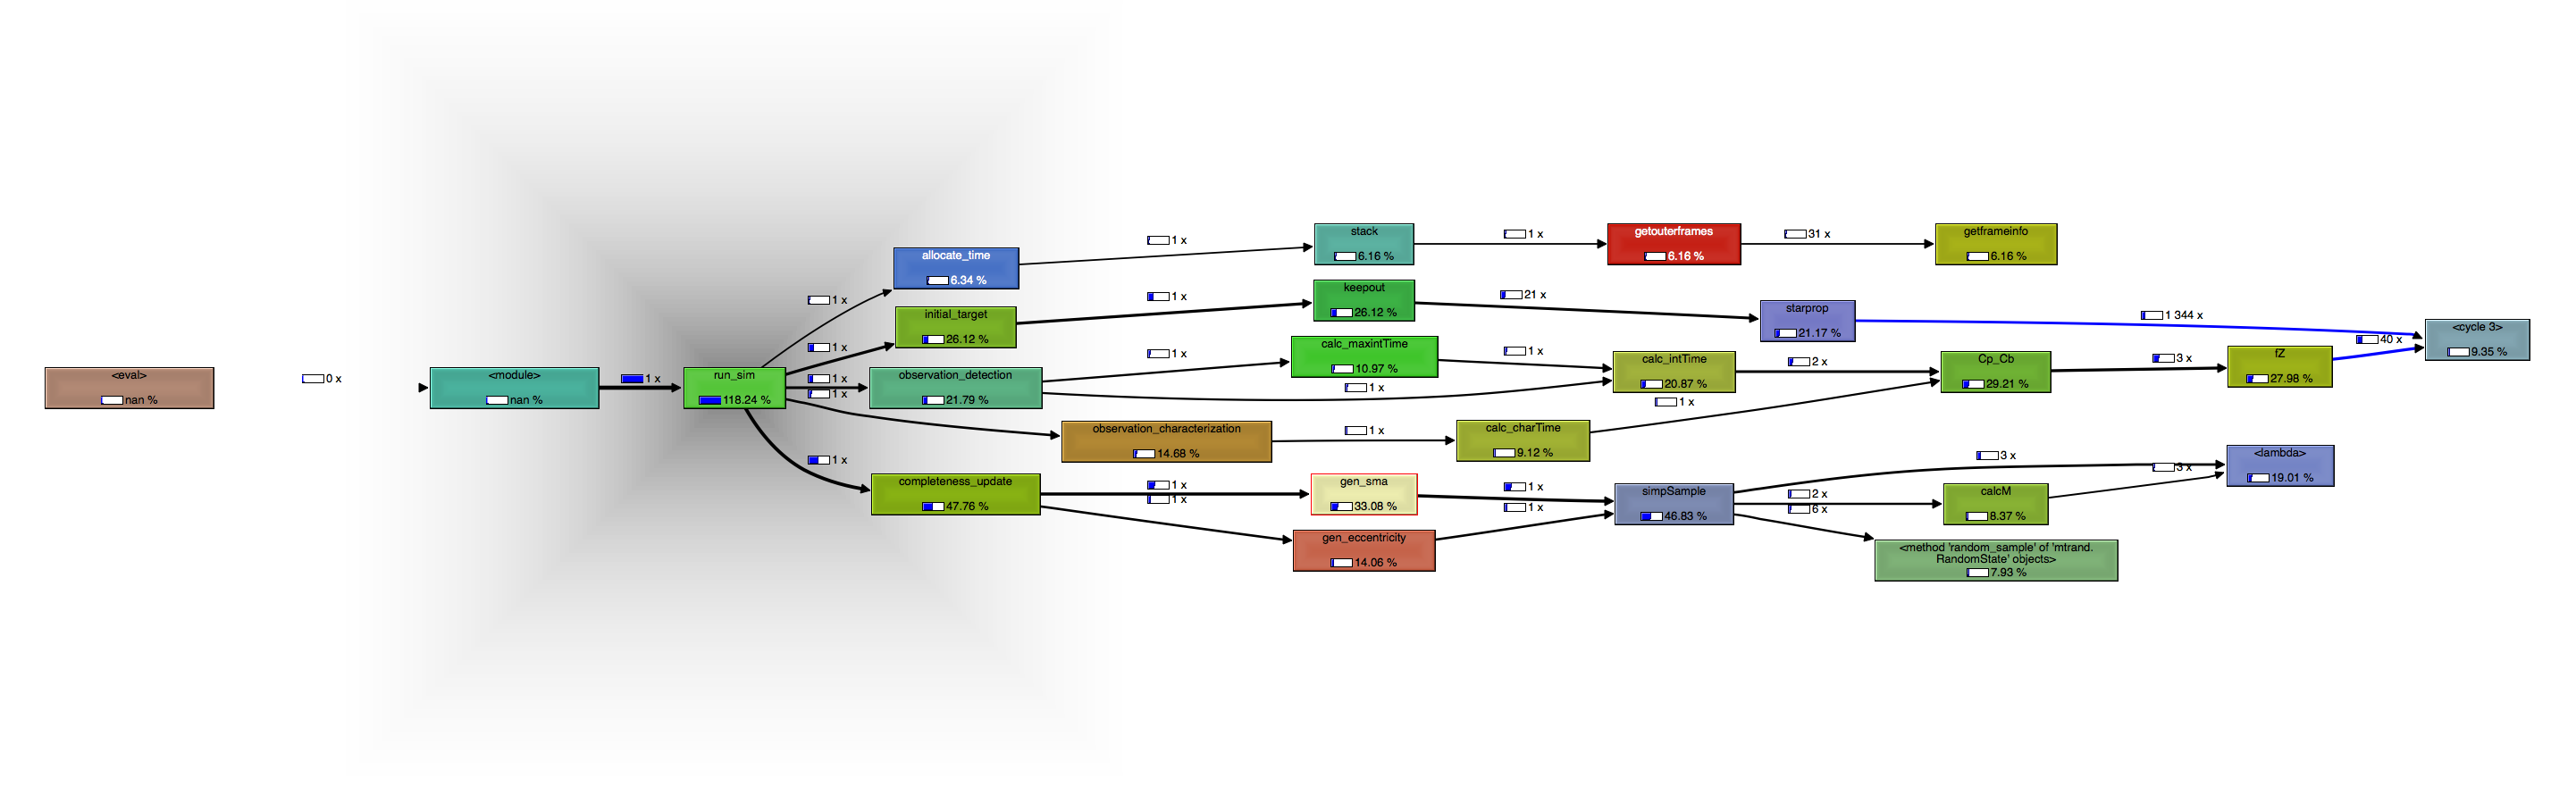 <eval>
nan %
0 x
<module>
nan %
1 x
run_sim
118.24 %
1 x
1 x
1 x
1 x
1 x
allocate_time
6.34 %
initial_target
26.12 %
observation_detection
21.79 %
observation_characterization
14.68 %
completeness_update
47.76 %
1 x
1 x
1 x
1 x
1 x
1 x
1 x
stack
6.16 %
keepout
26.12 %
calc_maxintTime
10.97 %
calc_charTime
9.12 %
gen_sma
33.08 %
gen_eccentricity
14.06 %
1 x
21 x
1 x
1 x
1 x
1 x
getouterframes
6.16 %
starprop
21.17 %
calc_intTime
20.87 %
simpSample
46.83 %
31 x
1 344 x
2 x
3 x
2 x
6 x
getframeinfo
6.16 %
Cp_Cb
29.21 %
calcM
8.37 %
<method 'random_sample' of 'mtrand.
RandomState' objects>
7.93 %
3 x
3 x
fZ
27.98 %
<lambda>
19.01 %
40 x
<cycle 3>
9.35 %